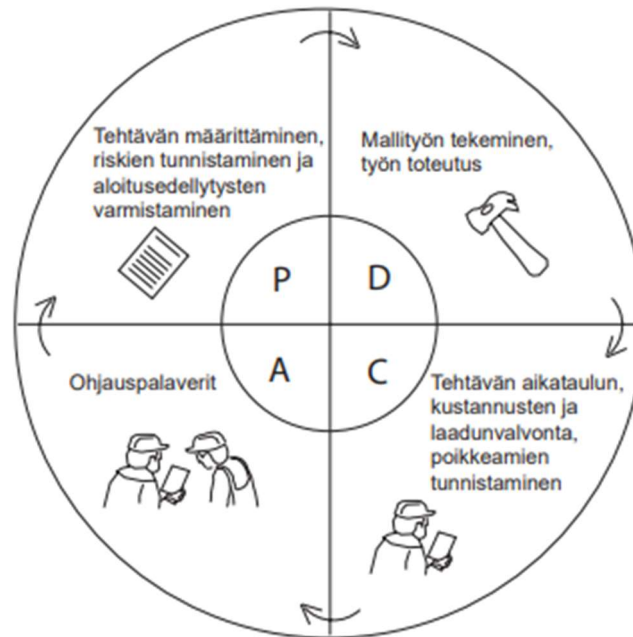 Tehtävän määrittäminen,
riskien tunnistaminen ja
aloitusedellytysten
varmistaminen
Mallityön tekeminen,
työn toteutus
P
D
A
C
Ohjauspalaverit
Tehtävän aikataulun,
kustannusten ja
laadunvalvonta,
poikkeamien
tunnistaminen